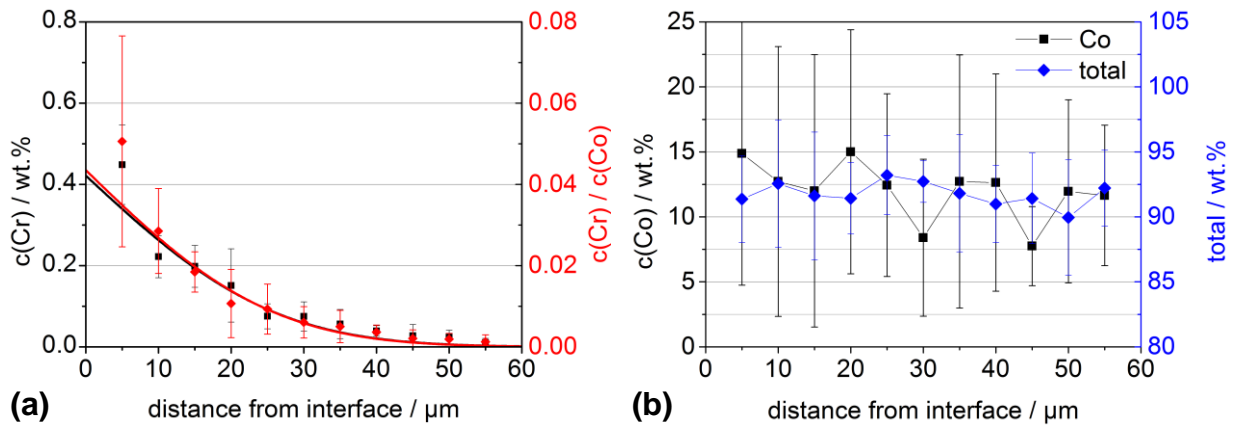 0.8
0.6
0.4
0.2
0.0
c(Cr) / wt.%
0.08
0.06
0.04
0.02
0.00
c(Cr) / c(Co)
0 10 20 30 40 50 60
distance from interface / µm
(a)
25
20
15
10
5
0
c(Co) / wt.%
Co
total
105
100
95
90
85
80
total / wt.%
0 10 20 30 40 50 60
distance from interface / µm
(b)